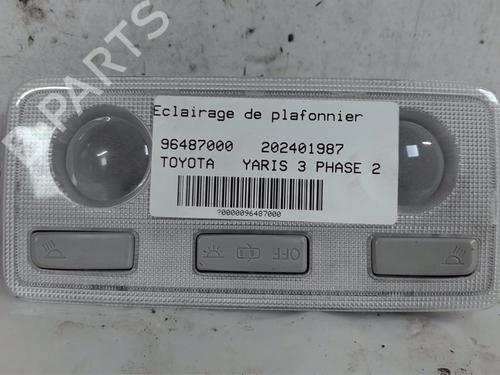 PARTS
Eclairage de plafonnier
96487000 202401987
TOYOTA YARIS 3 PHASE 2
?0000096487000
OFF